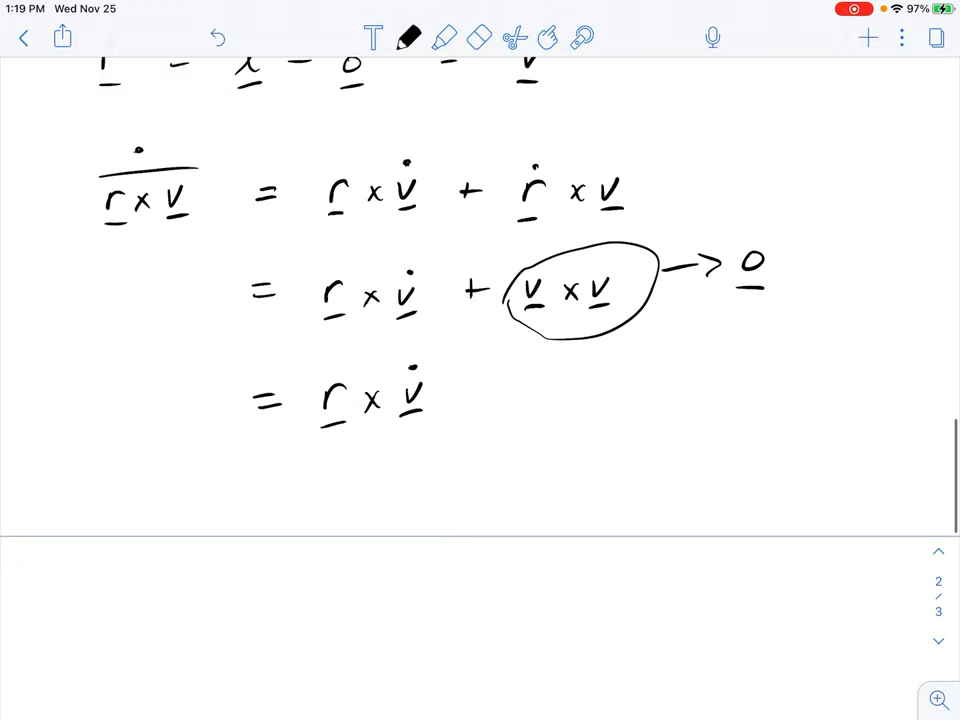 1:19 PM Wed Nov 25
97%
T
= - o = v
˙(r × v) = r × v̇ + ṙ × v
= r × v̇ + v × v → 0
= r × v̇
2
/
3